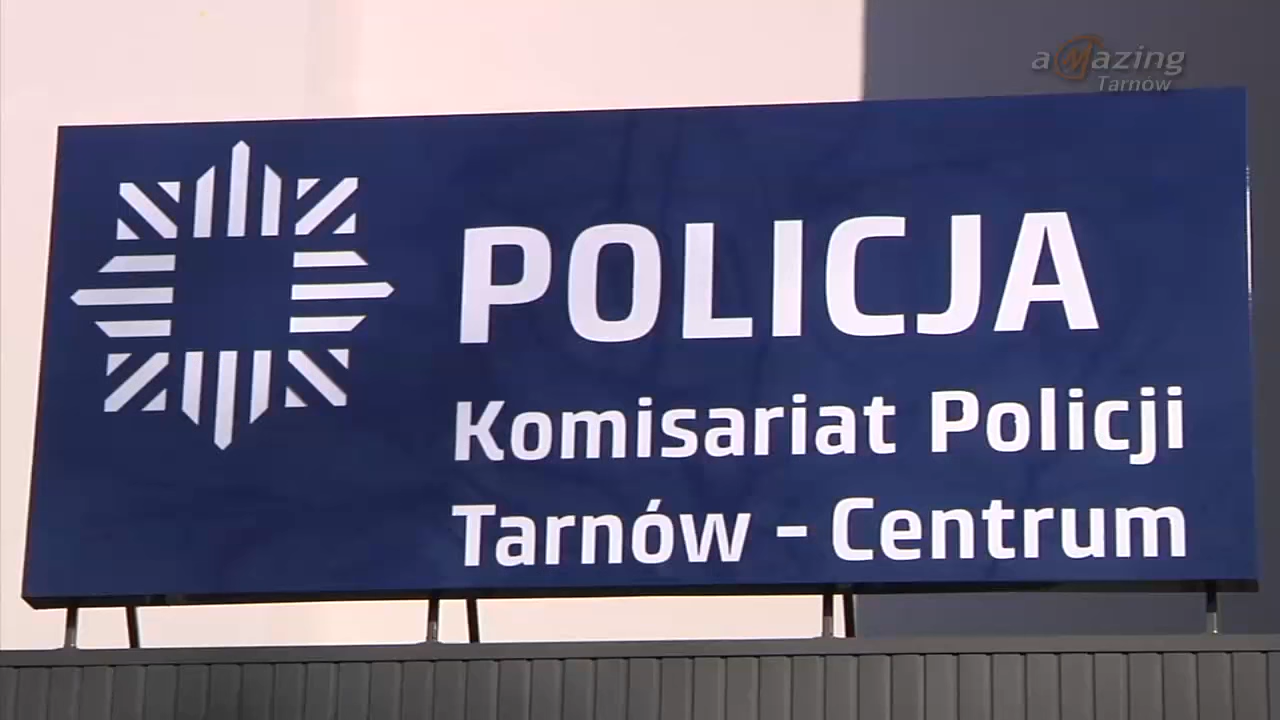 aMazing
Tarnów
POLICJA
Komisariat Policji
Tarnów - Centrum